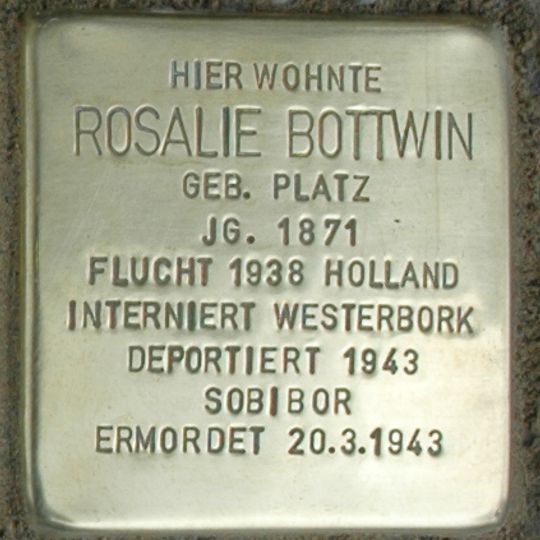 HIER WOHNTE
ROSALIE BOTTWIN
GEB. PLATZ
JG. 1871
FLUCHT 1938 HOLLAND
INTERNIERT WESTERBORK
DEPORTIERT 1943
SOBIBOR
ERMORDET 20.3.1943